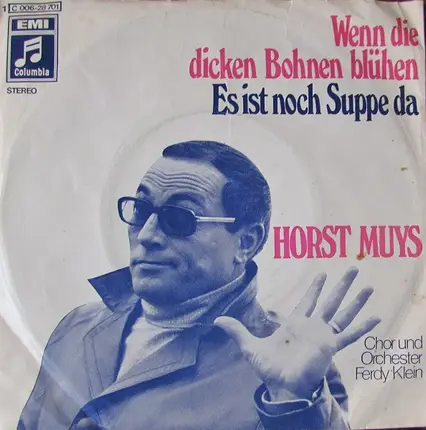 1 C 006-28 701
EMI
Columbia
STEREO
Wenn die
dicken Bohnen blühen
Es ist noch Suppe da
HORST MUYS
Chor und
Orchester
Ferdy Klein